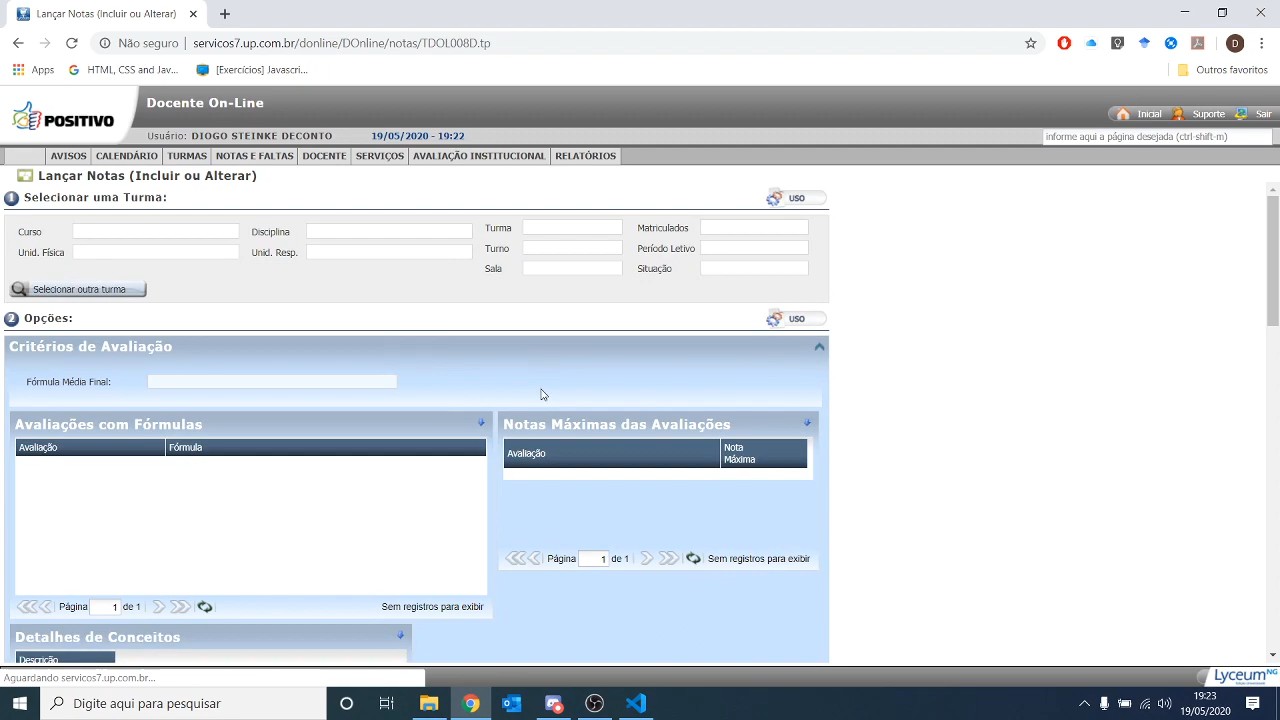 Lançar Notas (Incluir ou Alterar)
Não seguro
servicos7.up.com.br/donline/DOnline/notas/TDOL008D.tp
D
Apps
HTML, CSS and Jav...
[Exercícios] Javascri...
Outros favoritos
POSITIVO
Docente On-Line
Inicial
Suporte
Sair
Usuário: DIOGO STEINKE DECONTO
19/05/2020 - 19:22
informe aqui a página desejada (ctrl-shift-m)
AVISOS
CALENDÁRIO
TURMAS
NOTAS E FALTAS
DOCENTE
SERVIÇOS
AVALIAÇÃO INSTITUCIONAL
RELATÓRIOS
Lançar Notas (Incluir ou Alterar)
1 Selecionar uma Turma:
USO
Curso
Disciplina
Turma
Matriculados
Unid. Física
Unid. Resp.
Turno
Período Letivo
Sala
Situação
Selecionar outra turma
2 Opções:
USO
Critérios de Avaliação
Fórmula Média Final:
Avaliações com Fórmulas
Notas Máximas das Avaliações
Avaliação
Fórmula
Avaliação
Nota
Máxima
Página 1 de 1
Sem registros para exibir
Página 1 de 1
Sem registros para exibir
Detalhes de Conceitos
Descrição
Aguardando servicos7.up.com.br...
LyceumNG
Digite aqui para pesquisar
19:23
19/05/2020